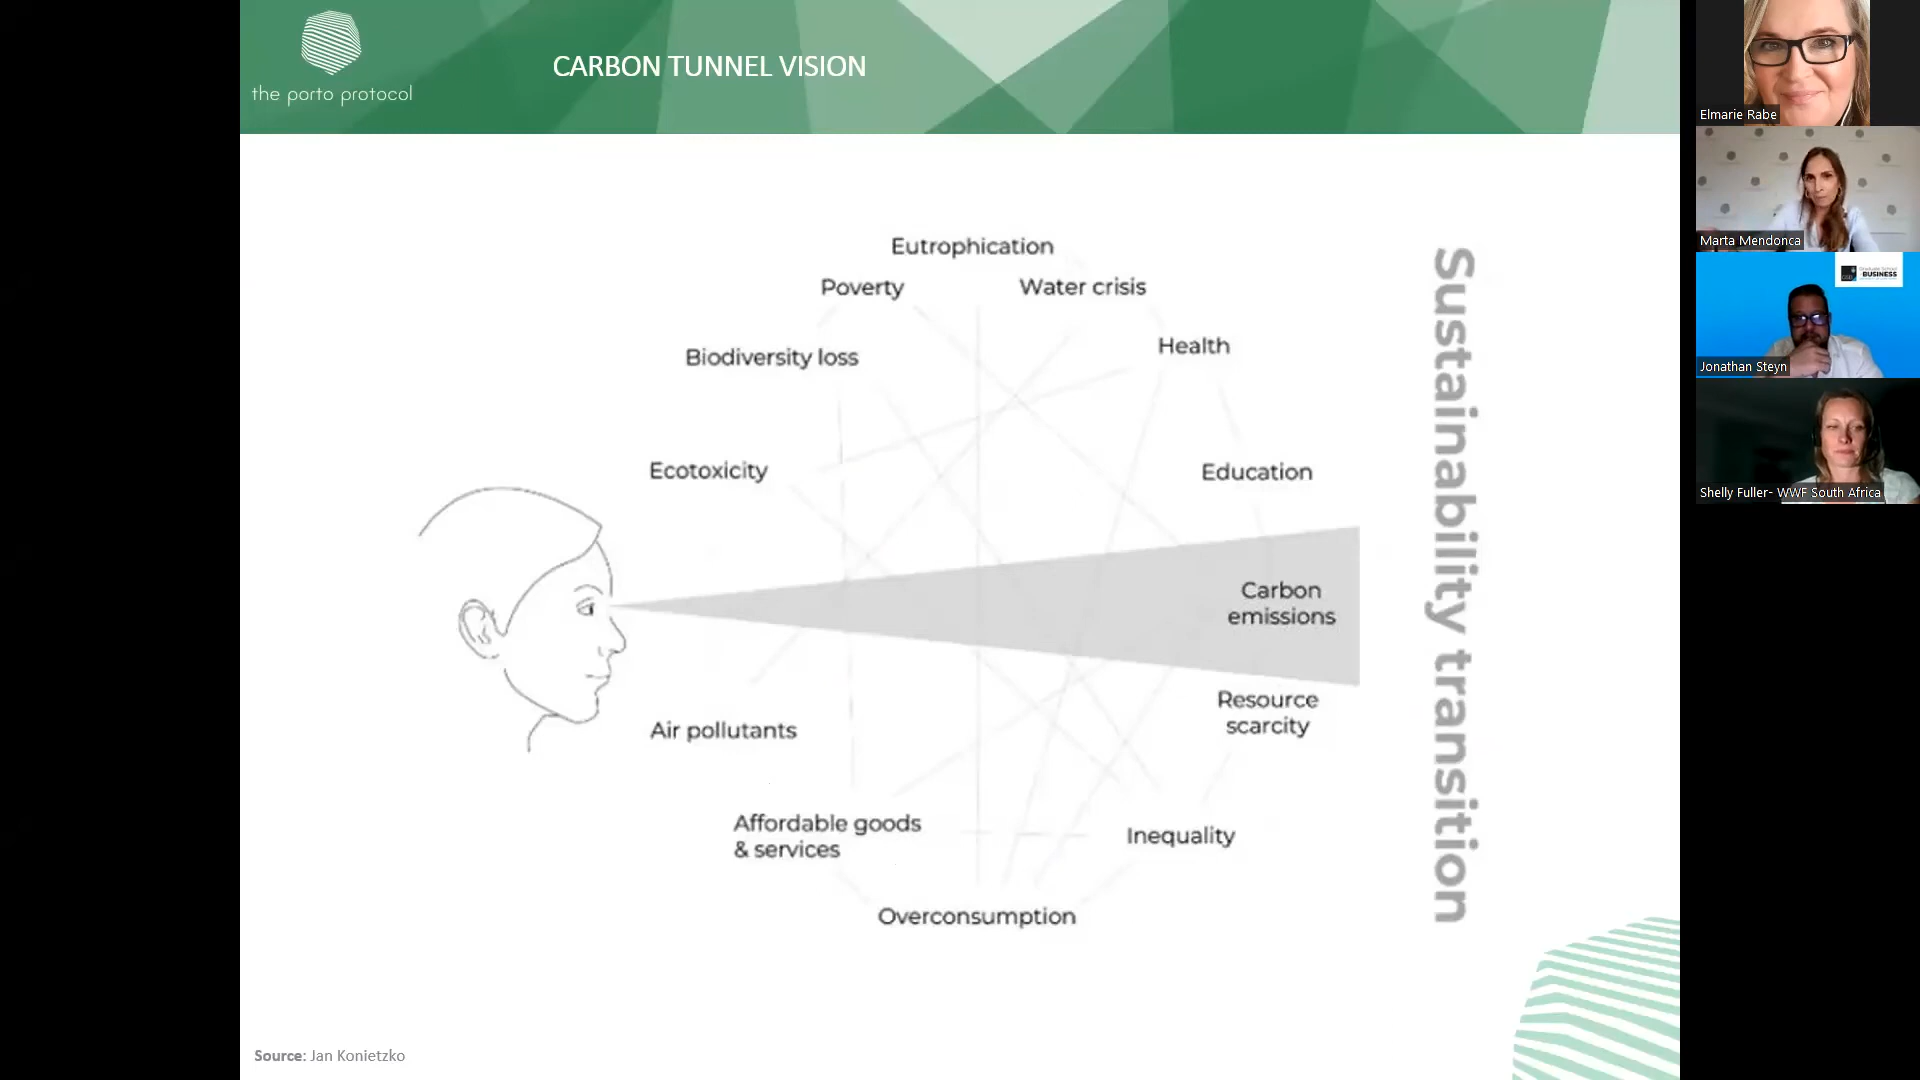 the porto protocol
CARBON TUNNEL VISION
Eutrophication
Poverty
Water crisis
Biodiversity loss
Health
Ecotoxicity
Education
Carbon
emissions
Resource
scarcity
Air pollutants
Affordable goods
& services
Inequality
Overconsumption
Sustainability transition
Source: Jan Konietzko
Elmarie Rabe
Marta Mendonca
BUSINESS
Jonathan Steyn
Shelly Fuller- WWF South Africa